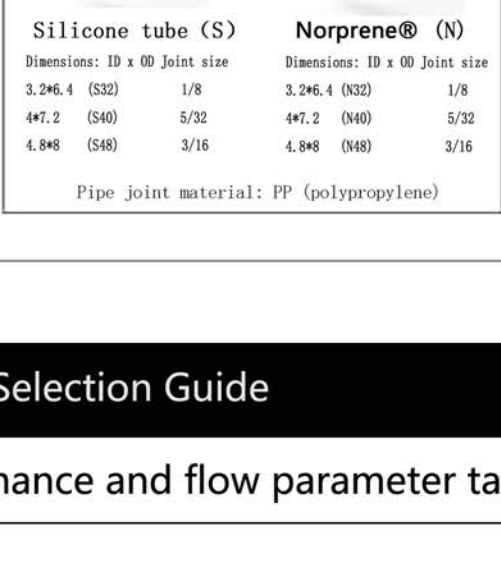 Silicone tube (S) Norprene® (N)
Dimensions: ID x OD Joint size Dimensions: ID x OD Joint size
3.2*6.4 (S32) 1/8 3.2*6.4 (N32) 1/8
4*7.2 (S40) 5/32 4*7.2 (N40) 5/32
4.8*8 (S48) 3/16 4.8*8 (N48) 3/16
Pipe joint material: PP (polypropylene)
Selection Guide
and flow parameter